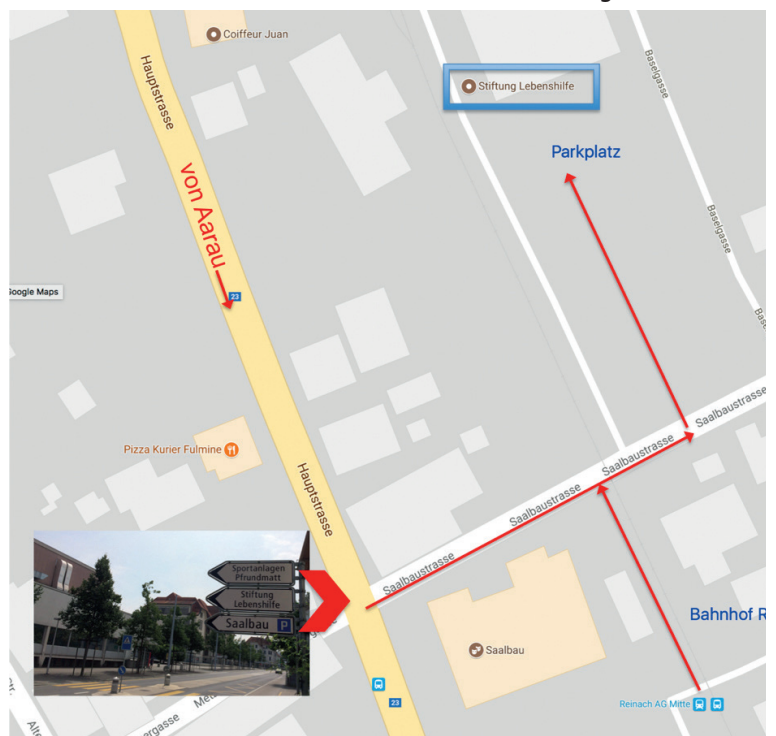 Coiffeur Juan
Hauptstrasse
Stiftung Lebenshilfe
Baselgasse
Parkplatz
von Aarau
Baselgasse
23
Google Maps
Saalbaustrasse
Pizza Kurier Fulmine
Saalbaustrasse
Hauptstrasse
Saalbaustrasse
Sportanlagen
Pfrundmatt
Stiftung
Lebenshilfe
Saalbau P
Saalbaustrasse
Bahnhof R
Saalbau
23
Reinach AG Mitte